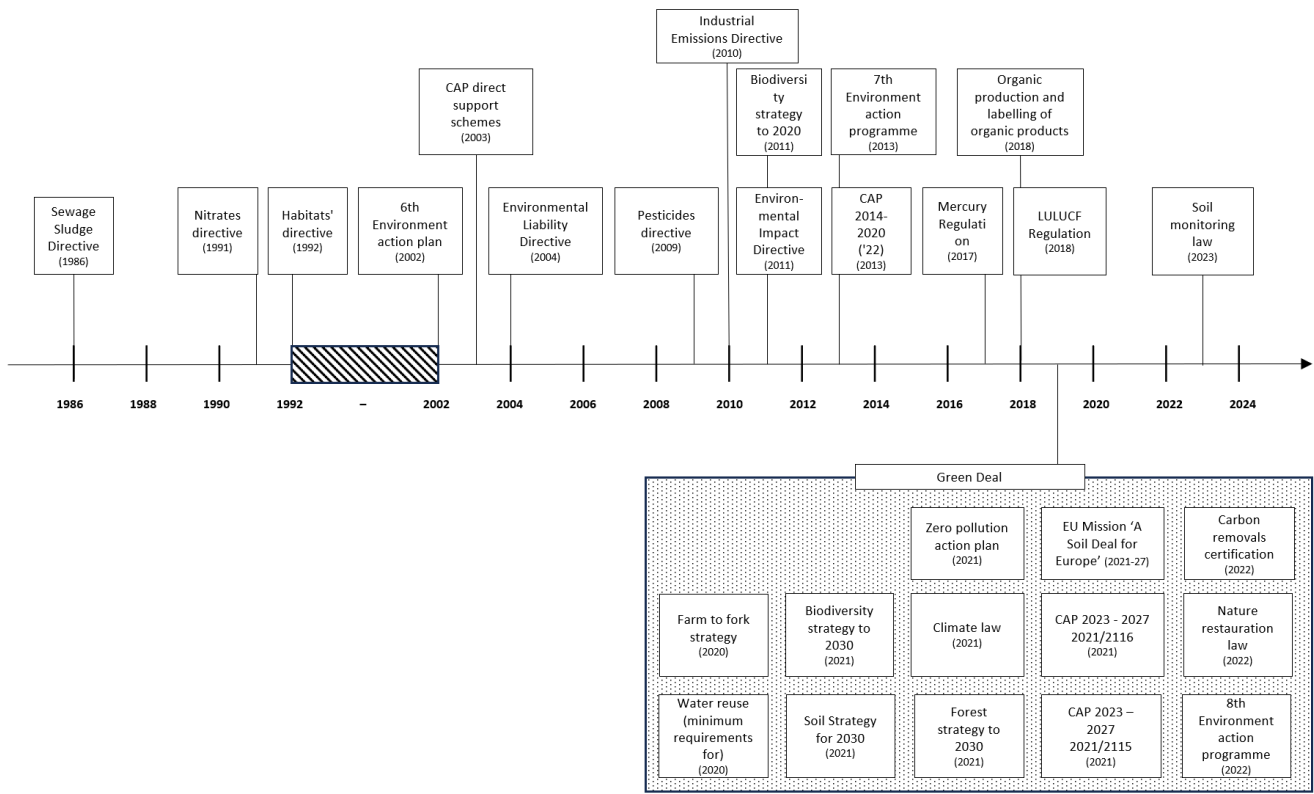 Industrial
Emissions Directive
(2010)
CAP direct
support
schemes
(2003)
Biodiversi
ty
strategy
to 2020
(2011)
7th
Environment
action
programme
(2013)
Organic
production and
labelling of
organic products
(2018)
Sewage
Sludge
Directive
(1986)
Nitrates
directive
(1991)
Habitats'
directive
(1992)
6th
Environment
action plan
(2002)
Environmental
Liability
Directive
(2004)
Pesticides
directive
(2009)
Environ-
mental
Impact
Directive
(2011)
CAP
2014-
2020
('22)
(2013)
Mercury
Regulati
on
(2017)
LULUCF
Regulation
(2018)
Soil
monitoring
law
(2023)
1986 1988 1990 1992 – 2002 2004 2006 2008 2010 2012 2014 2016 2018 2020 2022 2024
Green Deal
Zero pollution
action plan
(2021)
EU Mission ‘A
Soil Deal for
Europe’ (2021-27)
Carbon
removals
certification
(2022)
Farm to fork
strategy
(2020)
Biodiversity
strategy to
2030
(2021)
Climate law
(2021)
CAP 2023 - 2027
2021/2116
(2021)
Nature
restauration
law
(2022)
Water reuse
(minimum
requirements
for)
(2020)
Soil Strategy
for 2030
(2021)
Forest
strategy to
2030
(2021)
CAP 2023 –
2027
2021/2115
(2021)
8th
Environment
action
programme
(2022)